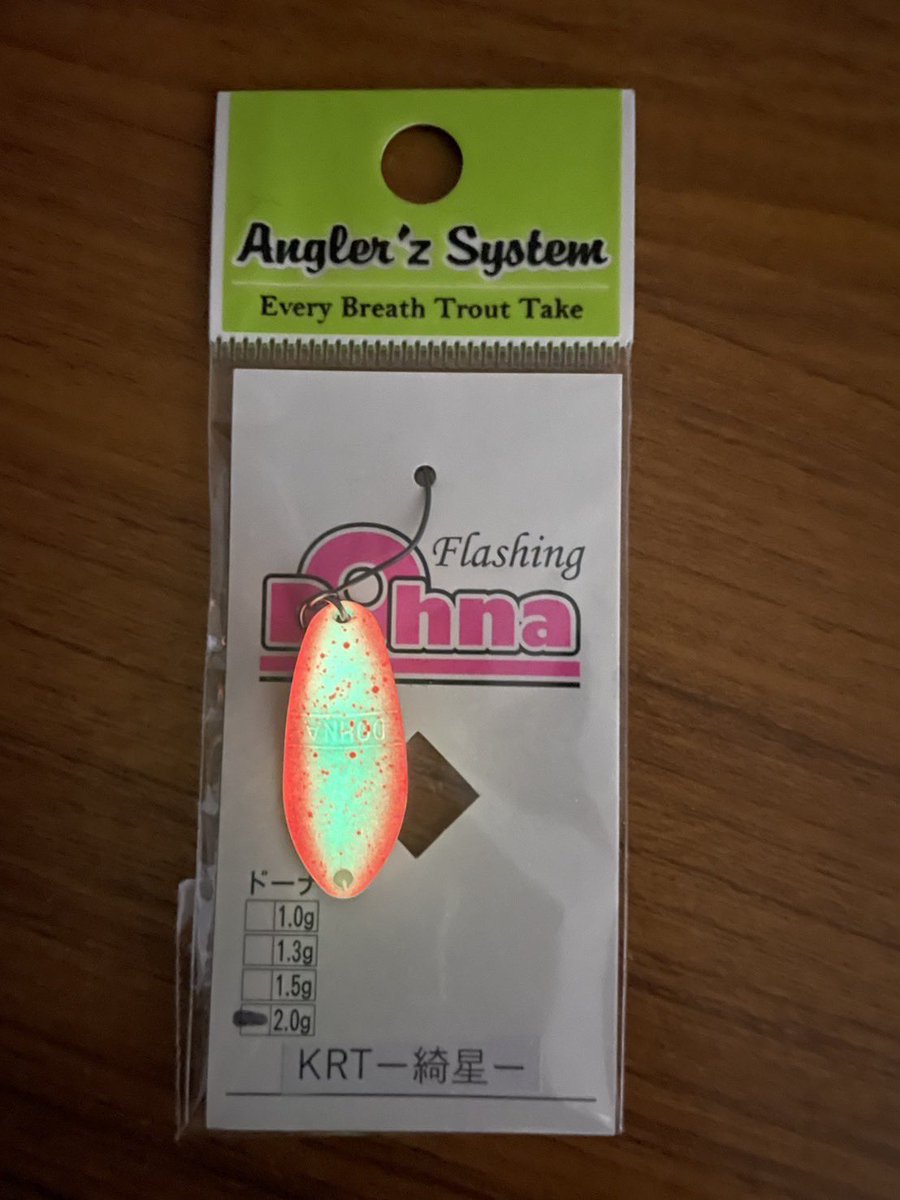 Angler'z System
Every Breath Trout Take
Flashing
Dohna
DOHNA
ドーナ
1.0g
1.3g
1.5g
2.0g
KRTー綺星ー